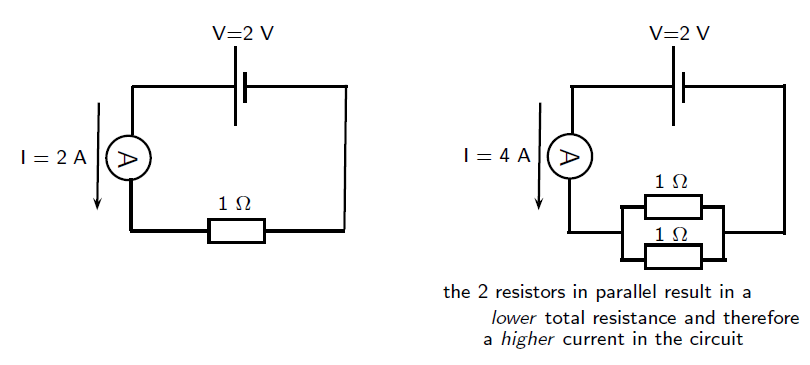 V=2 V
I = 2 A
A
1 Ω
V=2 V
I = 4 A
A
1 Ω
1 Ω
the 2 resistors in parallel result in a
lower total resistance and therefore
a higher current in the circuit